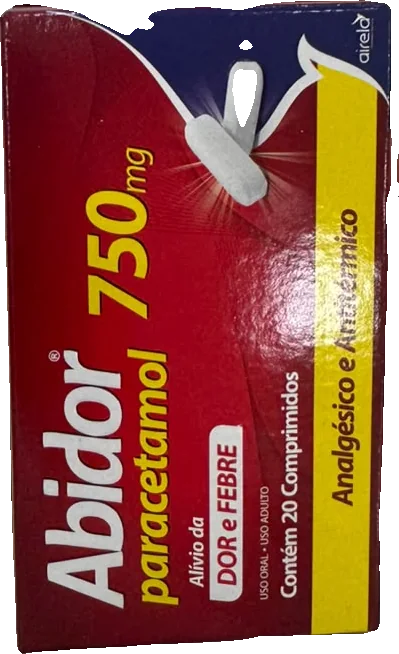 airela
Abidor®
paracetamol 750mg
Alívio da
DOR e FEBRE
USO ORAL • USO ADULTO
Contém 20 Comprimidos
Analgésico e Antitérmico